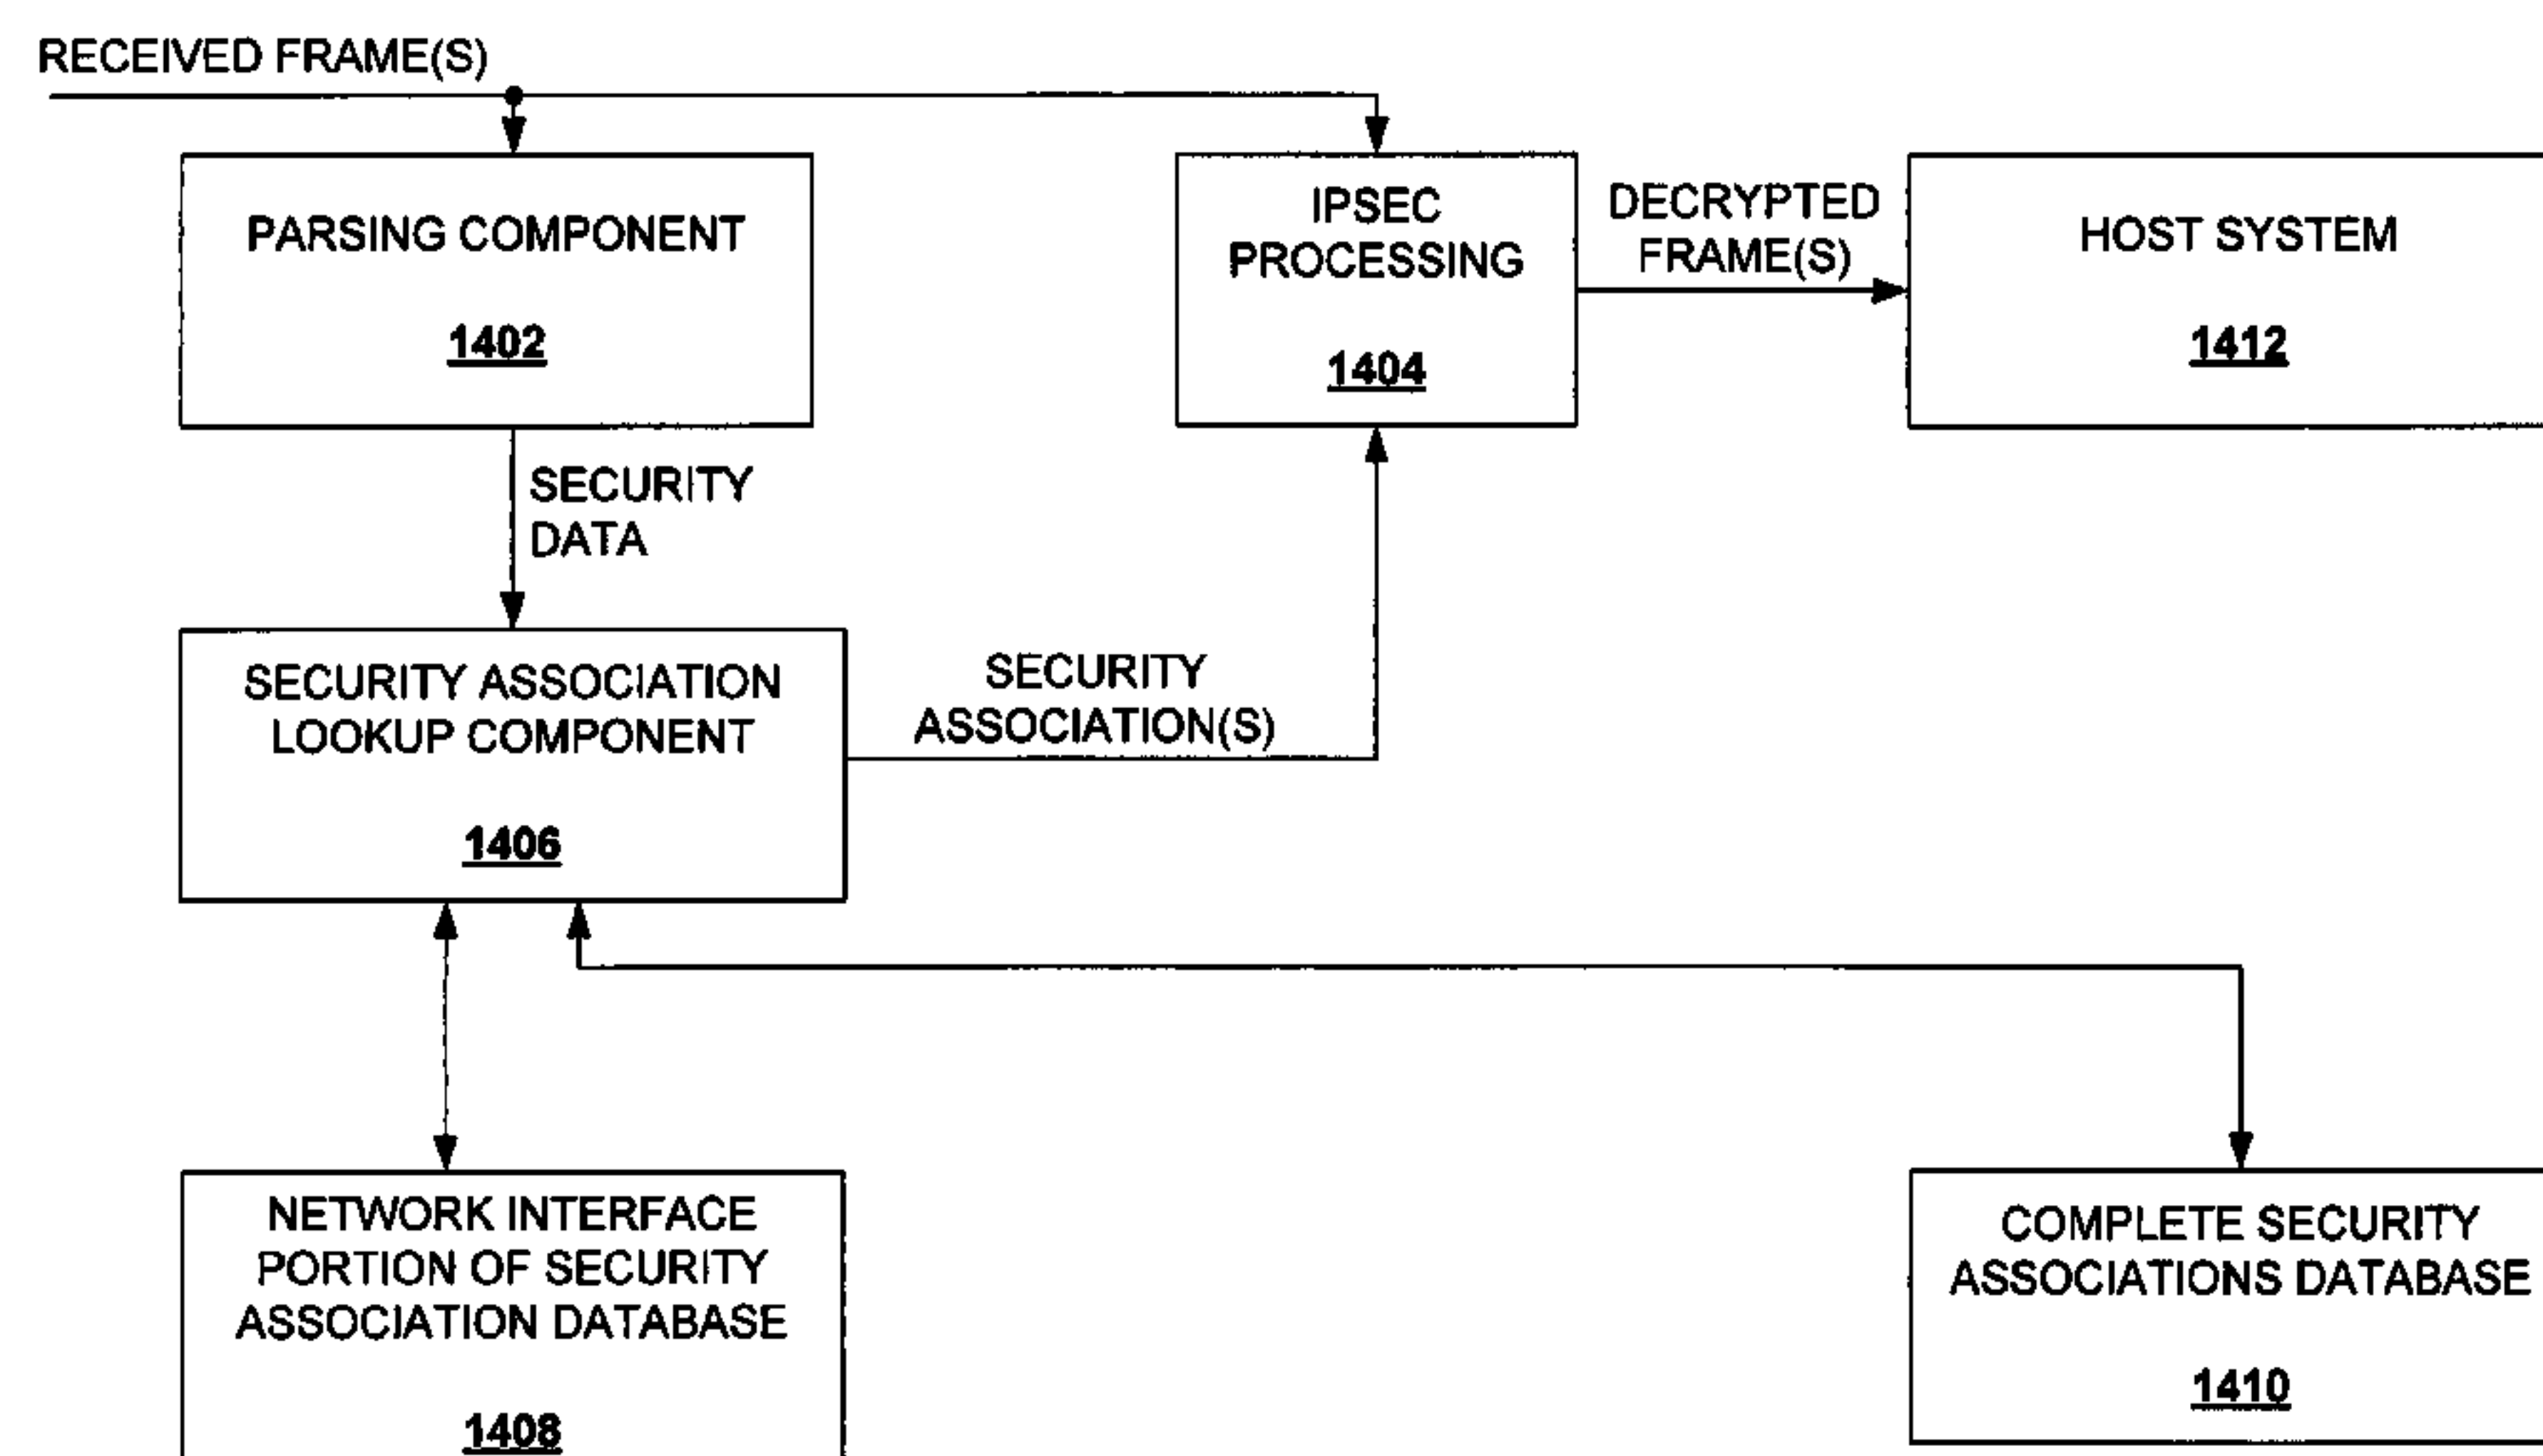 RECEIVED FRAME(S)
PARSING COMPONENT
1402
IPSEC
PROCESSING
1404
DECRYPTED
FRAME(S)
HOST SYSTEM
1412
SECURITY
DATA
SECURITY ASSOCIATION
LOOKUP COMPONENT
1406
SECURITY
ASSOCIATION(S)
NETWORK INTERFACE
PORTION OF SECURITY
ASSOCIATION DATABASE
1408
COMPLETE SECURITY
ASSOCIATIONS DATABASE
1410